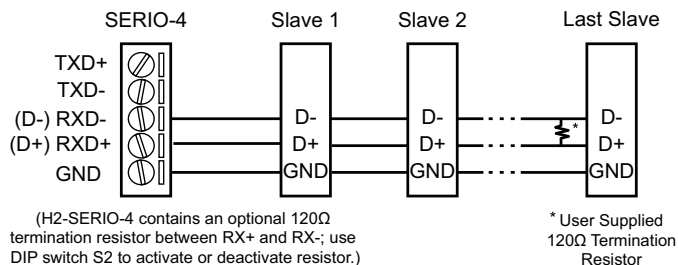 SERIO-4 Slave 1 Slave 2 Last Slave
TXD+
TXD-
(D-) RXD- D- D- * D-
(D+) RXD+ D+ D+ D+
GND GND GND GND
(H2-SERIO-4 contains an optional 120Ω
termination resistor between RX+ and RX-; use
DIP switch S2 to activate or deactivate resistor.)
* User Supplied
120Ω Termination
Resistor